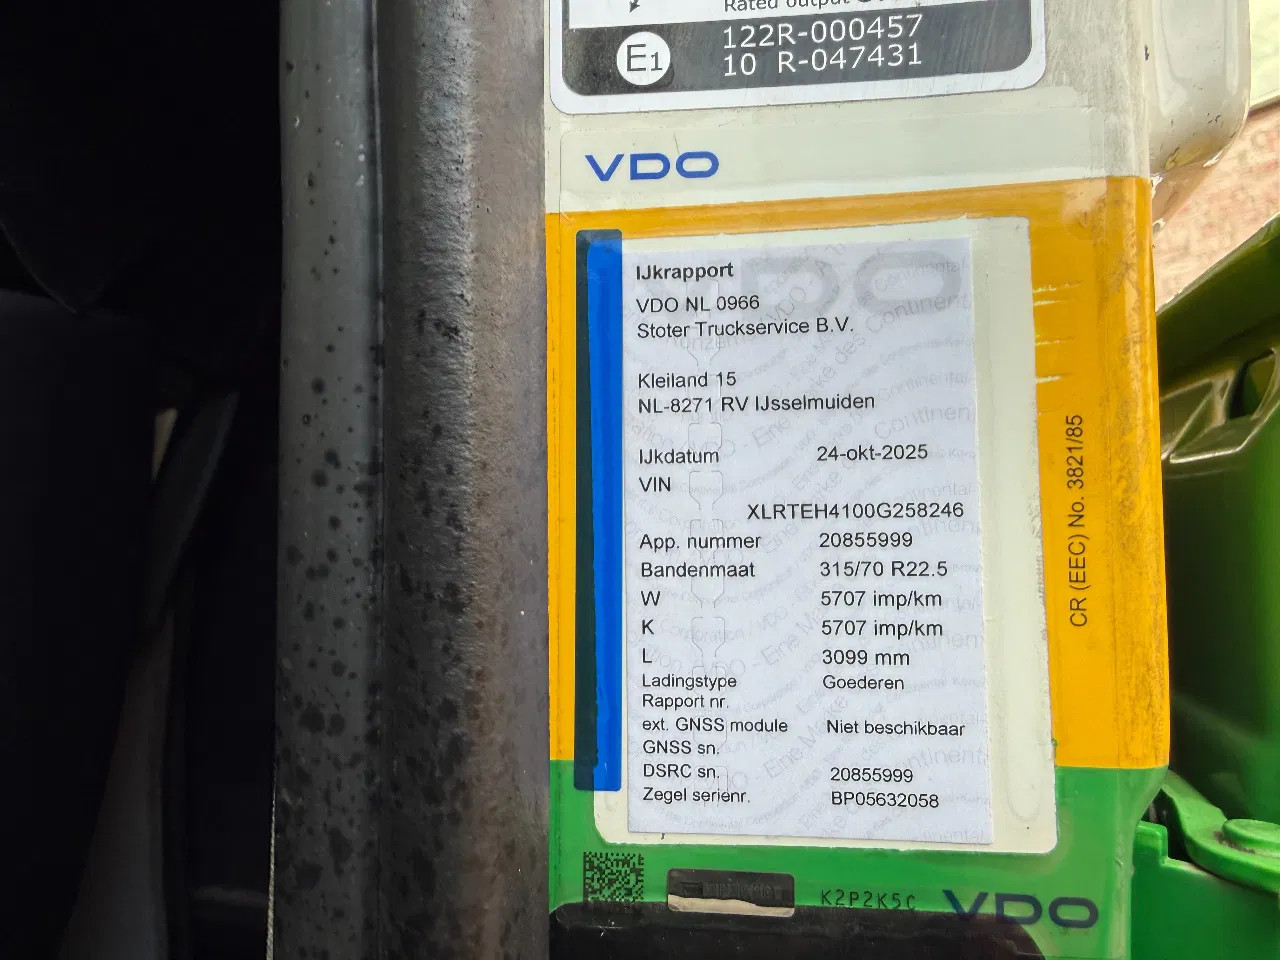 Rated output
122R-000457
E1
10 R-047431
VDO
IJkrapport
VDO NL 0966
Stoter Truckservice B.V.
Kleiland 15
NL-8271 RV IJsselmuiden
IJkdatum 24-okt-2025
VIN
XLRTEH4100G258246
App. nummer 20855999
Bandenmaat 315/70 R22.5
W 5707 imp/km
K 5707 imp/km
L 3099 mm
Ladingstype Goederen
Rapport nr.
ext. GNSS module Niet beschikbaar
GNSS sn.
DSRC sn. 20855999
Zegel serienr. BP05632058
CR (EEC) No. 3821/85
K2P2K5C
VDO